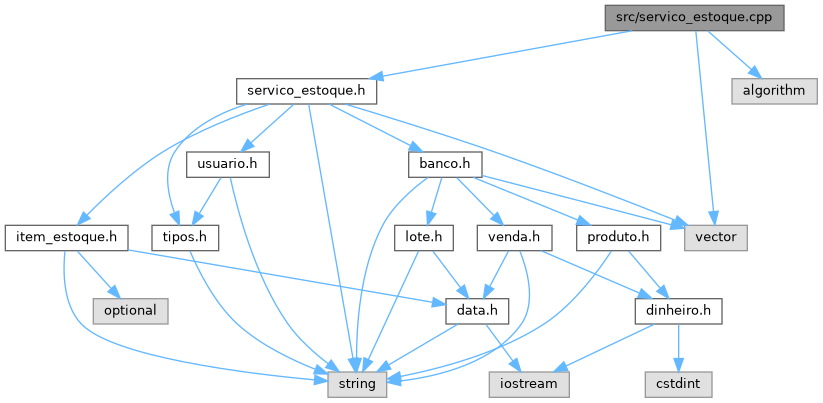 src/servico_estoque.cpp
servico_estoque.h
algorithm
usuario.h
banco.h
item_estoque.h
tipos.h
lote.h
venda.h
produto.h
vector
optional
data.h
dinheiro.h
string
iostream
cstdint